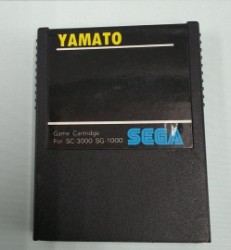 YAMATO
Game Cartridge
For SC 3000 SG-1000
SEGA